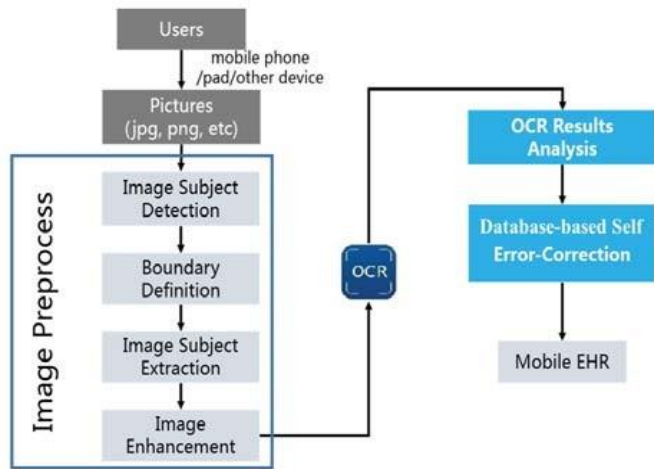 Users
mobile phone
/pad/other device
Pictures
(jpg, png, etc)
Image Preprocess
Image Subject
Detection
Boundary
Definition
Image Subject
Extraction
Image
Enhancement
OCR
OCR Results
Analysis
Database-based Self
Error-Correction
Mobile EHR